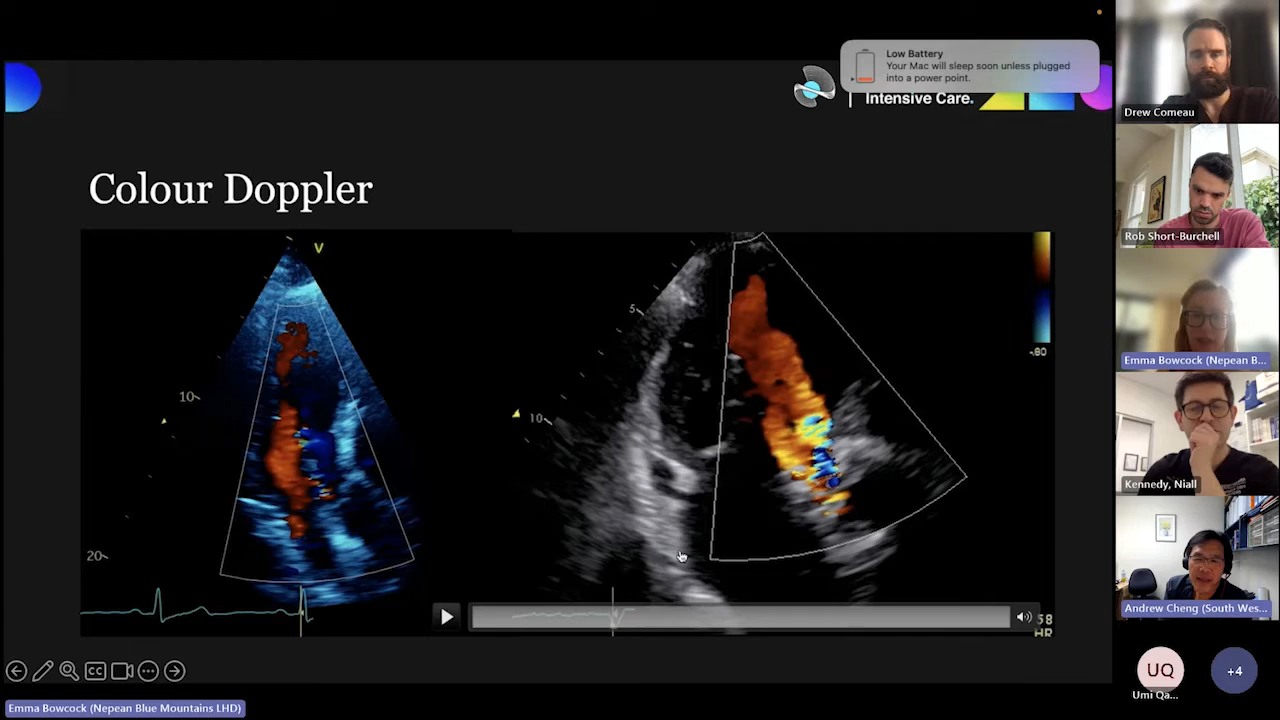 Low Battery
Your Mac will sleep soon unless plugged
into a power point.
Intensive Care.
Colour Doppler
V
10
20
5
10
-.80
58
HR
CC
Drew Comeau
Rob Short-Burchell
Emma Bowcock (Nepean B...
Kennedy, Niall
Andrew Cheng (South Wes...
UQ
+4
Umi Qa...
Emma Bowcock (Nepean Blue Mountains LHD)